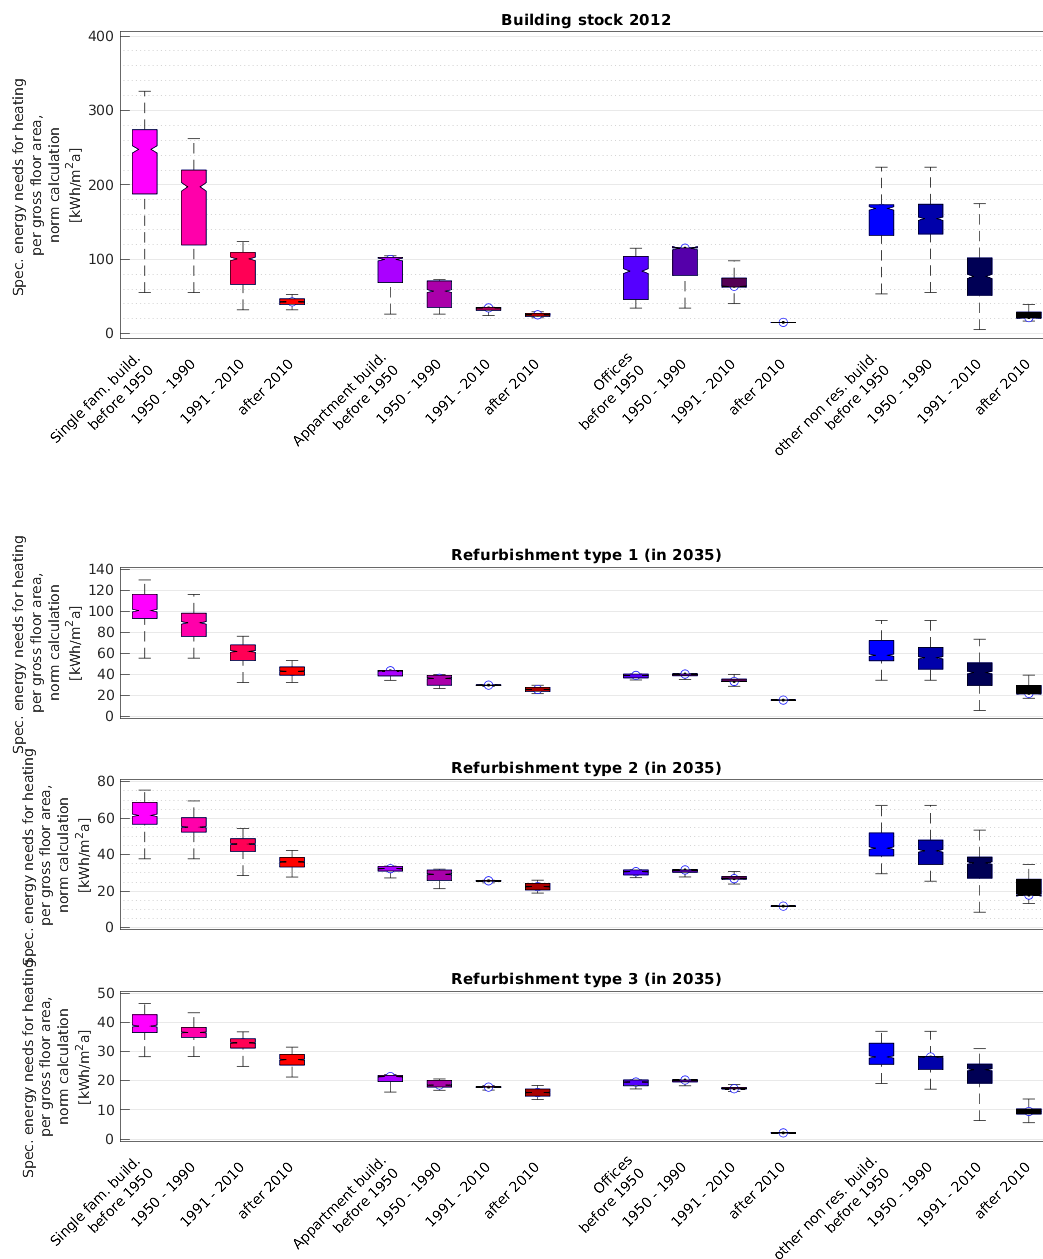 Building stock 2012
Spec. energy needs for heating
per gross floor area,
norm calculation
[kWh/m²a]
400
300
200
100
0
Single fam. build.
before 1950
1950 - 1990
1991 - 2010
after 2010
Appartment build.
before 1950
1950 - 1990
1991 - 2010
after 2010
Offices
before 1950
1950 - 1990
1991 - 2010
after 2010
other non res. build.
before 1950
1950 - 1990
1991 - 2010
after 2010
Refurbishment type 1 (in 2035)
Spec. energy needs for heating
per gross floor area,
norm calculation
[kWh/m²a]
140
120
100
80
60
40
20
0
Refurbishment type 2 (in 2035)
Spec. energy needs for heating
per gross floor area,
norm calculation
[kWh/m²a]
80
60
40
20
0
Refurbishment type 3 (in 2035)
Spec. energy needs for heating
per gross floor area,
norm calculation
[kWh/m²a]
50
40
30
20
10
0
Single fam. build.
before 1950
1950 - 1990
1991 - 2010
after 2010
Appartment build.
before 1950
1950 - 1990
1991 - 2010
after 2010
Offices
before 1950
1950 - 1990
1991 - 2010
after 2010
other non res. build.
before 1950
1950 - 1990
1991 - 2010
after 2010